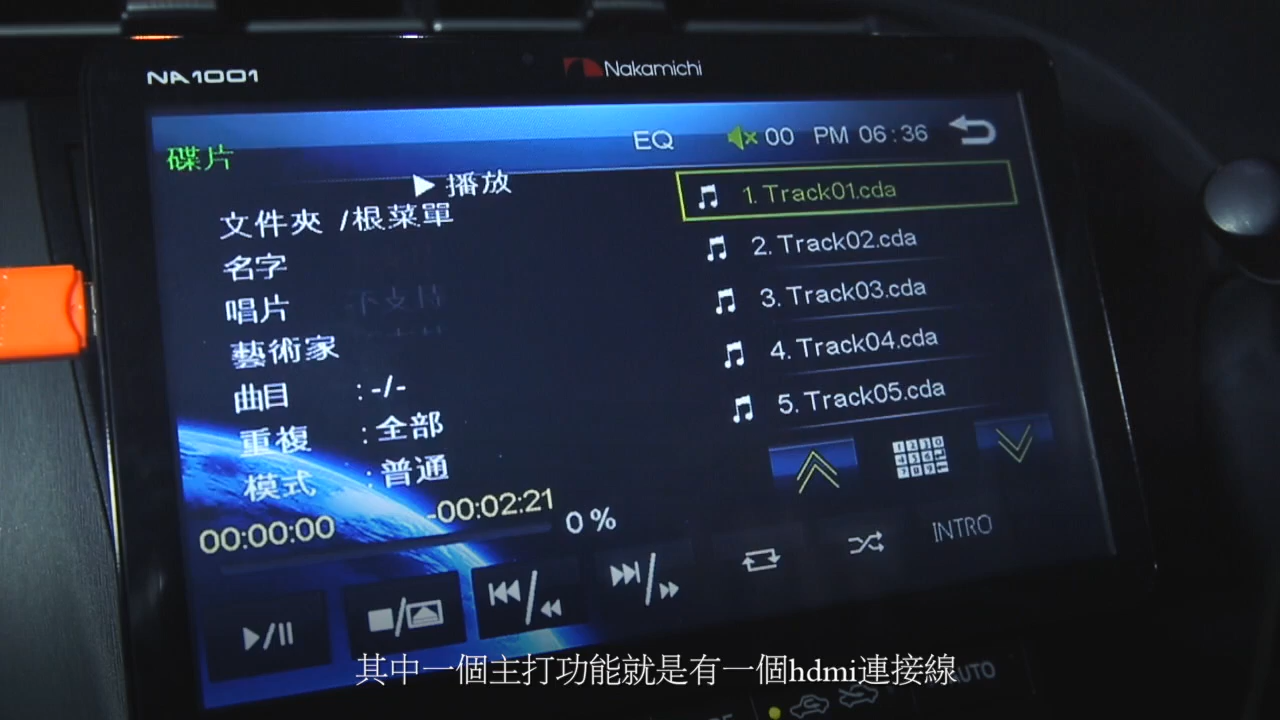 NA1001
Nakamichi
碟片
EQ
00 PM 06:36
播放
文件夾 /根菜單
名字
唱片
藝術家
曲目 :-/-
重複 :全部
模式 :普通
1. Track01.cda
2. Track02.cda
3. Track03.cda
4. Track04.cda
5. Track05.cda
00:00:00
-00:02:21
0 %
INTRO
AUTO
其中一個主打功能就是有一個hdmi連接線